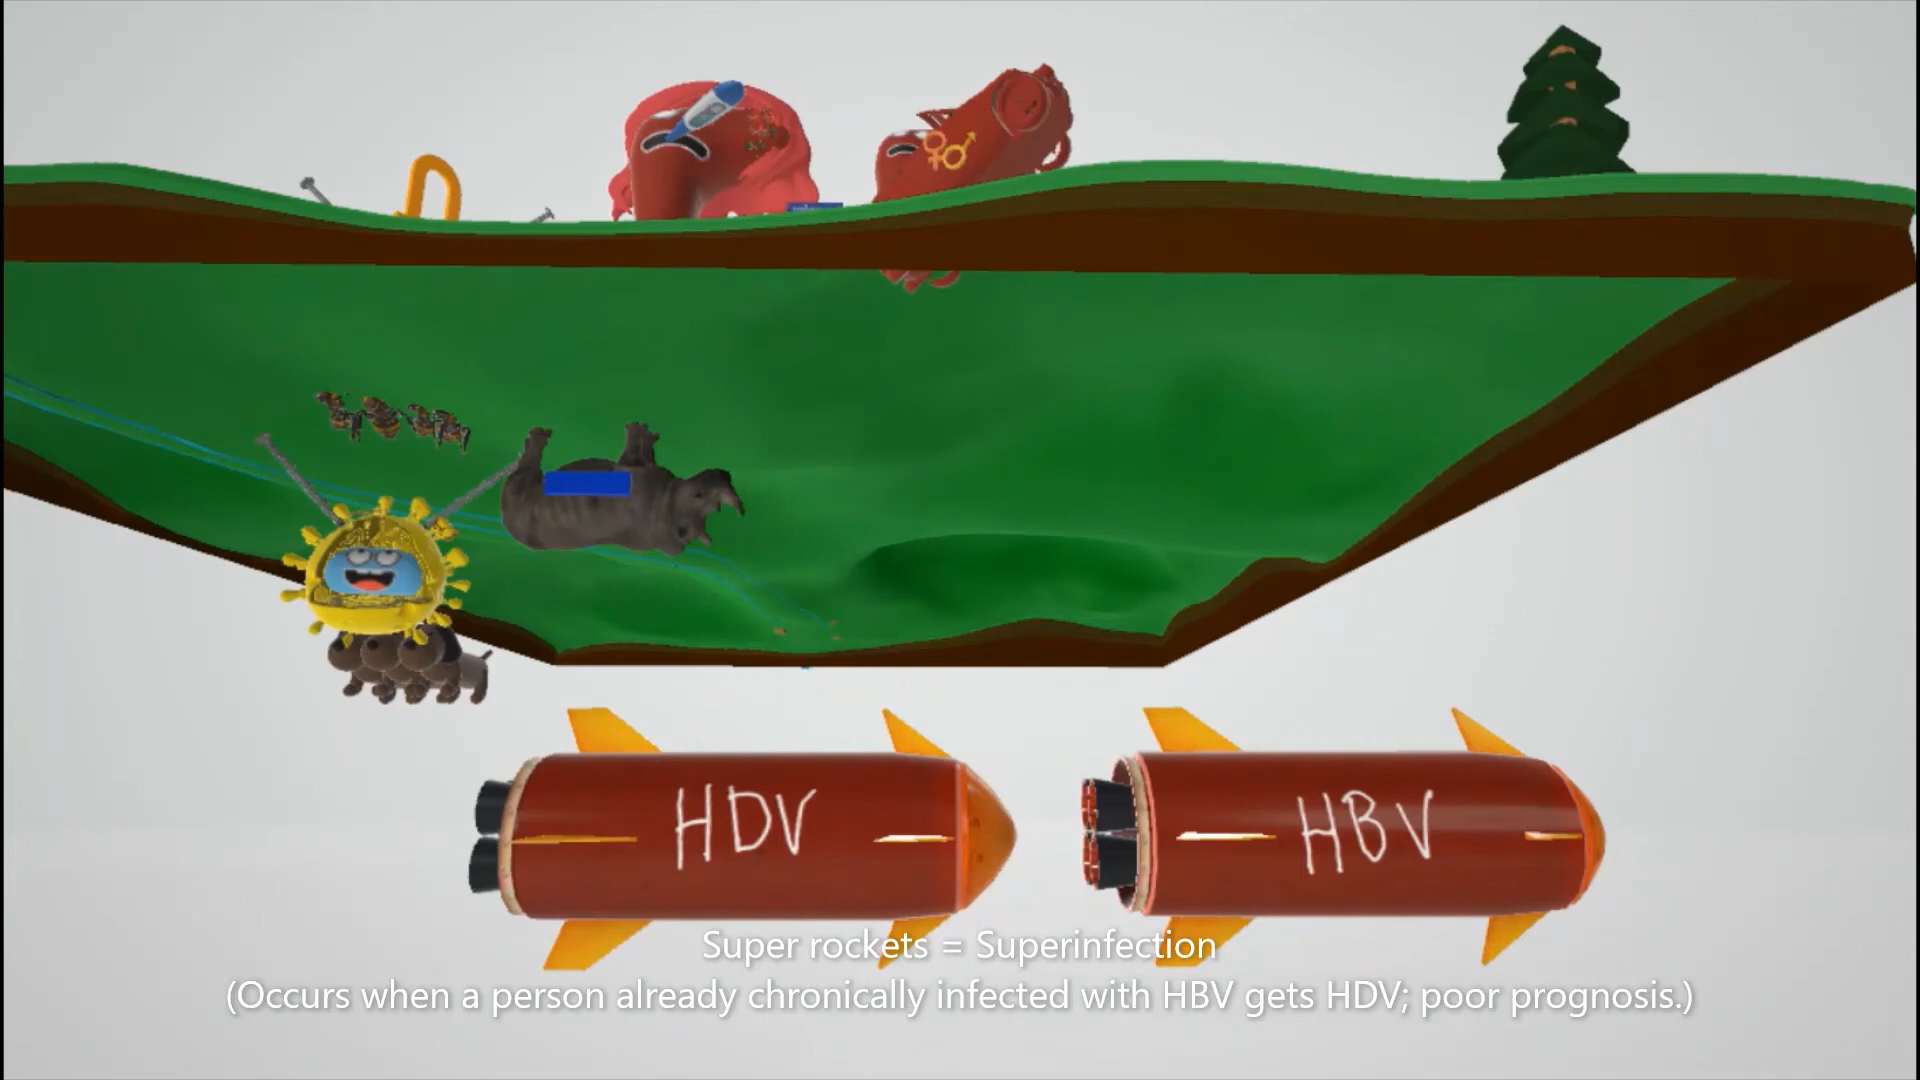 HDV
HBV
Super rockets = Superinfection
(Occurs when a person already chronically infected with HBV gets HDV; poor prognosis.)